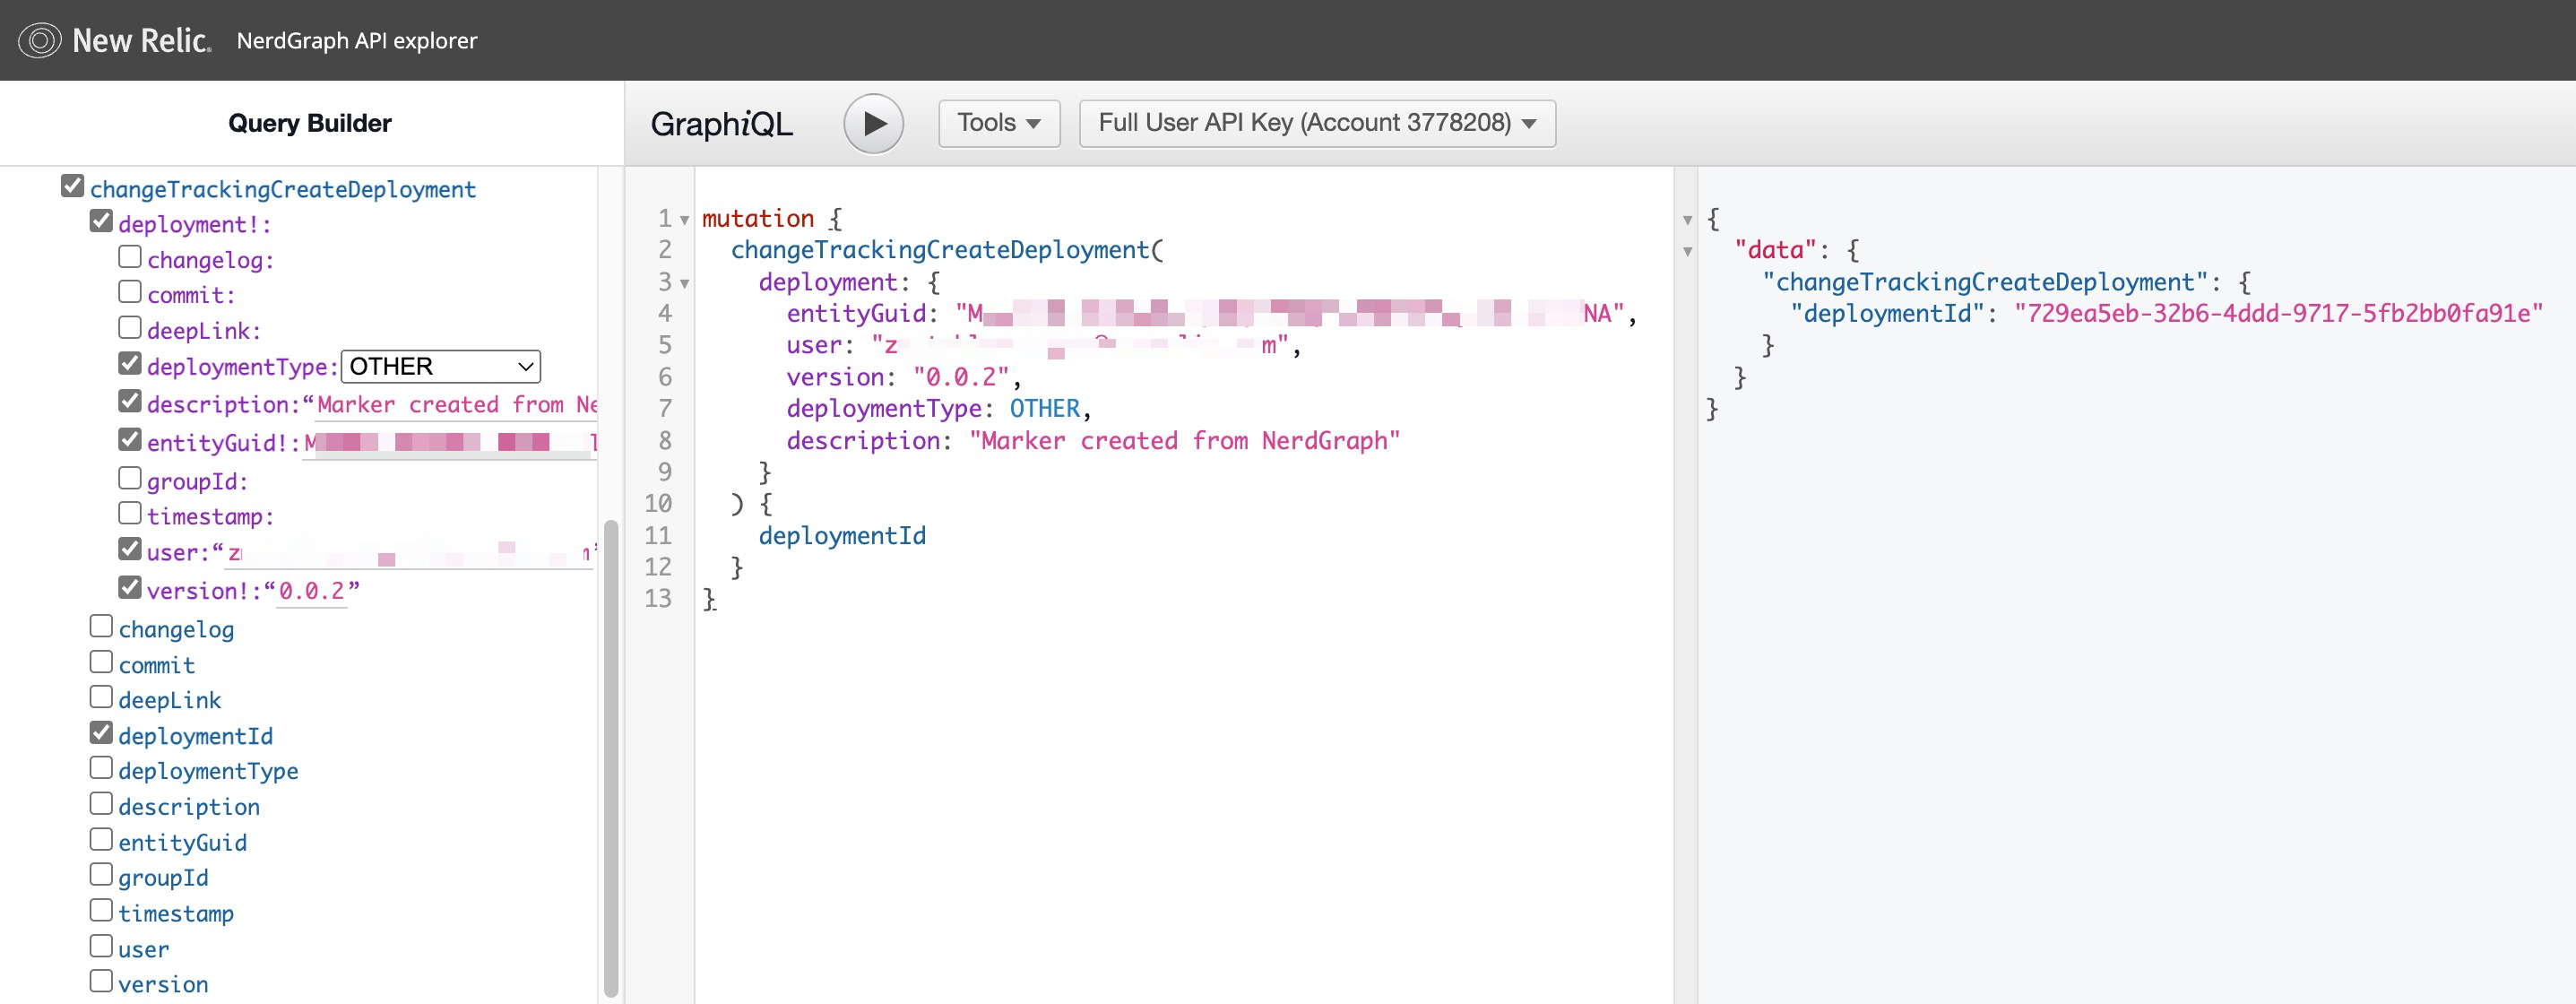 New Relic. NerdGraph API explorer
Query Builder
changeTrackingCreateDeployment
deployment!:
changelog:
commit:
deepLink:
deploymentType: OTHER
description:“Marker created from Ne
entityGuid!:M
groupId:
timestamp:
user:“z
version!:“0.0.2”
changelog
commit
deepLink
deploymentId
deploymentType
description
entityGuid
groupId
timestamp
user
version
GraphiQL Tools Full User API Key (Account 3778208)
1 mutation {
2 changeTrackingCreateDeployment(
3 deployment: {
4 entityGuid: "M NA",
5 user: "z m",
6 version: "0.0.2",
7 deploymentType: OTHER,
8 description: "Marker created from NerdGraph"
9 }
10 ) {
11 deploymentId
12 }
13 }
{
"data": {
"changeTrackingCreateDeployment": {
"deploymentId": "729ea5eb-32b6-4ddd-9717-5fb2bb0fa91e"
}
}
}